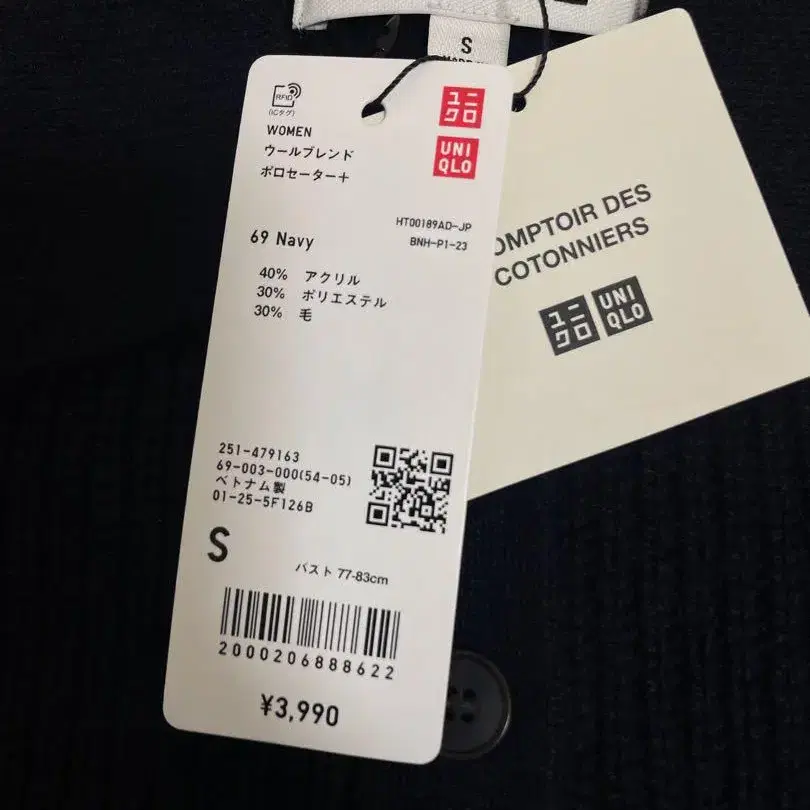 S
RFID
(ICタグ)
WOMEN
ウールブレンド
ポロセーター+
ユニ
クロ
UNI
QLO
HT00189AD-JP
BNH-P1-23
69 Navy
40% アクリル
30% ポリエステル
30% 毛
251-479163
69-003-000(54-05)
ベトナム製
01-25-5F126B
S
バスト 77-83cm
2000206888622
¥3,990
OMPTOIR DES
COTONNIERS
ユニ
クロ
UNI
QLO